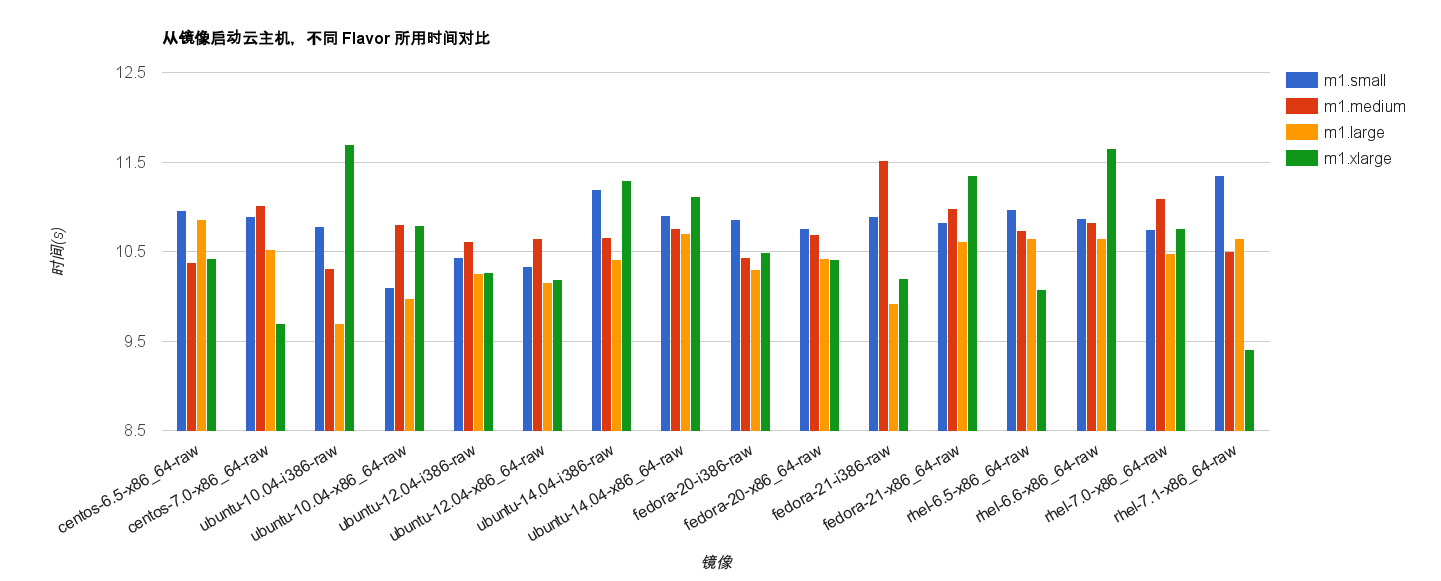 从镜像启动云主机，不同 Flavor 所用时间对比
12.5
11.5
10.5
9.5
8.5
时间(s)
m1.small
m1.medium
m1.large
m1.xlarge
centos-6.5-x86_64-raw
centos-7.0-x86_64-raw
ubuntu-10.04-i386-raw
ubuntu-10.04-x86_64-raw
ubuntu-12.04-i386-raw
ubuntu-12.04-x86_64-raw
ubuntu-14.04-i386-raw
ubuntu-14.04-x86_64-raw
fedora-20-i386-raw
fedora-20-x86_64-raw
fedora-21-i386-raw
fedora-21-x86_64-raw
rhel-6.5-x86_64-raw
rhel-6.6-x86_64-raw
rhel-7.0-x86_64-raw
rhel-7.1-x86_64-raw
镜像